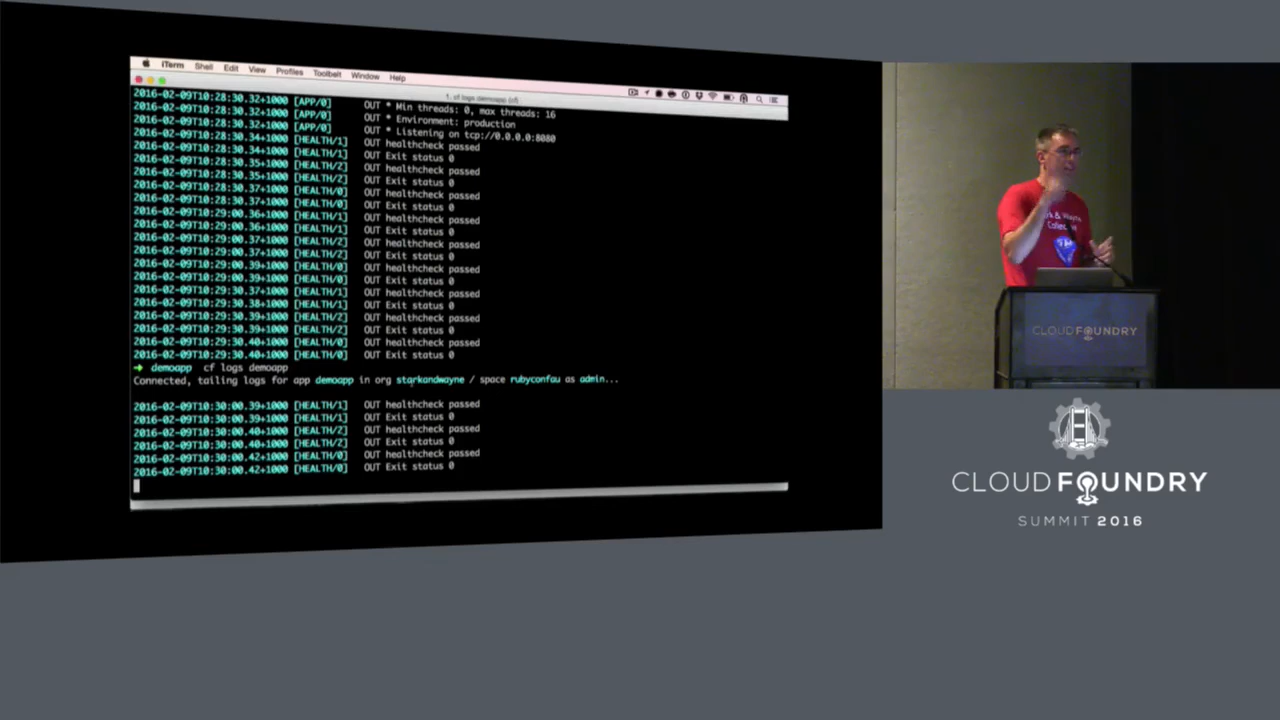 iTerm Shell Edit View Profiles Toolbelt Window Help
1. cf logs demoapp (cf)
2016-02-09T10:28:30.32+1000 [APP/0] OUT * Min threads: 0, max threads: 16
2016-02-09T10:28:30.32+1000 [APP/0] OUT * Environment: production
2016-02-09T10:28:30.32+1000 [APP/0] OUT * Listening on tcp://0.0.0.0:8080
2016-02-09T10:28:30.34+1000 [HEALTH/1] OUT healthcheck passed
2016-02-09T10:28:30.34+1000 [HEALTH/1] OUT Exit status 0
2016-02-09T10:28:30.35+1000 [HEALTH/2] OUT healthcheck passed
2016-02-09T10:28:30.35+1000 [HEALTH/2] OUT Exit status 0
2016-02-09T10:28:30.37+1000 [HEALTH/0] OUT healthcheck passed
2016-02-09T10:28:30.37+1000 [HEALTH/0] OUT Exit status 0
2016-02-09T10:29:00.36+1000 [HEALTH/1] OUT healthcheck passed
2016-02-09T10:29:00.36+1000 [HEALTH/1] OUT Exit status 0
2016-02-09T10:29:00.37+1000 [HEALTH/2] OUT healthcheck passed
2016-02-09T10:29:00.37+1000 [HEALTH/2] OUT Exit status 0
2016-02-09T10:29:00.39+1000 [HEALTH/0] OUT healthcheck passed
2016-02-09T10:29:00.39+1000 [HEALTH/0] OUT Exit status 0
2016-02-09T10:29:30.37+1000 [HEALTH/1] OUT healthcheck passed
2016-02-09T10:29:30.38+1000 [HEALTH/1] OUT Exit status 0
2016-02-09T10:29:30.39+1000 [HEALTH/2] OUT healthcheck passed
2016-02-09T10:29:30.39+1000 [HEALTH/2] OUT Exit status 0
2016-02-09T10:29:30.40+1000 [HEALTH/0] OUT healthcheck passed
2016-02-09T10:29:30.40+1000 [HEALTH/0] OUT Exit status 0
➜ demoapp cf logs demoapp
Connected, tailing logs for app demoapp in org starkandwayne / space rubyconfau as admin...
2016-02-09T10:30:00.39+1000 [HEALTH/1] OUT healthcheck passed
2016-02-09T10:30:00.39+1000 [HEALTH/1] OUT Exit status 0
2016-02-09T10:30:00.40+1000 [HEALTH/2] OUT healthcheck passed
2016-02-09T10:30:00.40+1000 [HEALTH/2] OUT Exit status 0
2016-02-09T10:30:00.42+1000 [HEALTH/0] OUT healthcheck passed
2016-02-09T10:30:00.42+1000 [HEALTH/0] OUT Exit status 0
CLOUDFOUNDRY
CLOUD FOUNDRY
SUMMIT 2016